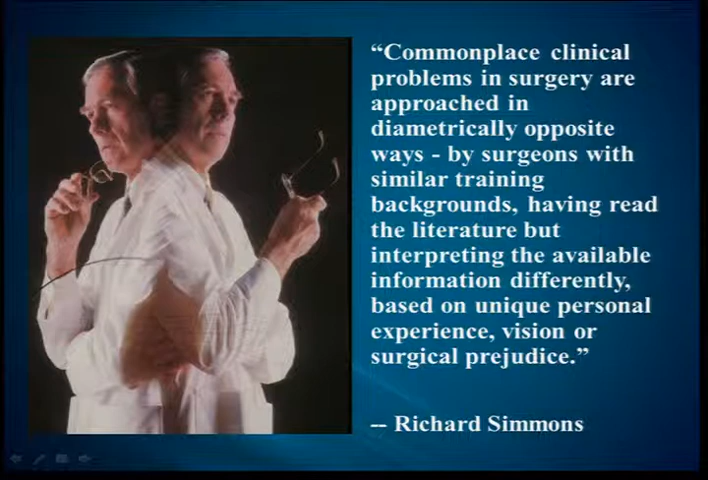 “Commonplace clinical
problems in surgery are
approached in
diametrically opposite
ways - by surgeons with
similar training
backgrounds, having read
the literature but
interpreting the available
information differently,
based on unique personal
experience, vision or
surgical prejudice.”
-- Richard Simmons